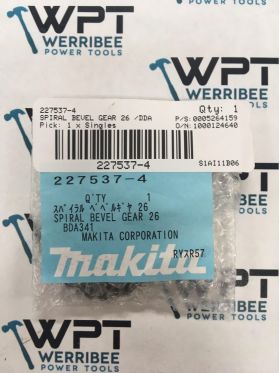 WPT
WERRIBEE
POWER TOOLS
WPT
WERRIBEE
POWER TOOLS
227537-4
Qty: 1
SPIRAL BEVEL GEAR 26 /DDA
P/S: 0005264159
Pick: 1 x Singles
O/N: 1000124640
227537-4
S1AI11B06
227537-4
Q'TY 1
ｽﾊﾟｲﾗﾙ ﾍﾞﾍﾞﾙｷﾞﾔ 26
SPIRAL BEVEL GEAR 26
BDA341
MAKITA CORPORATION
RYXR57
makita
WPT
WERRIBEE
POWER TOOLS